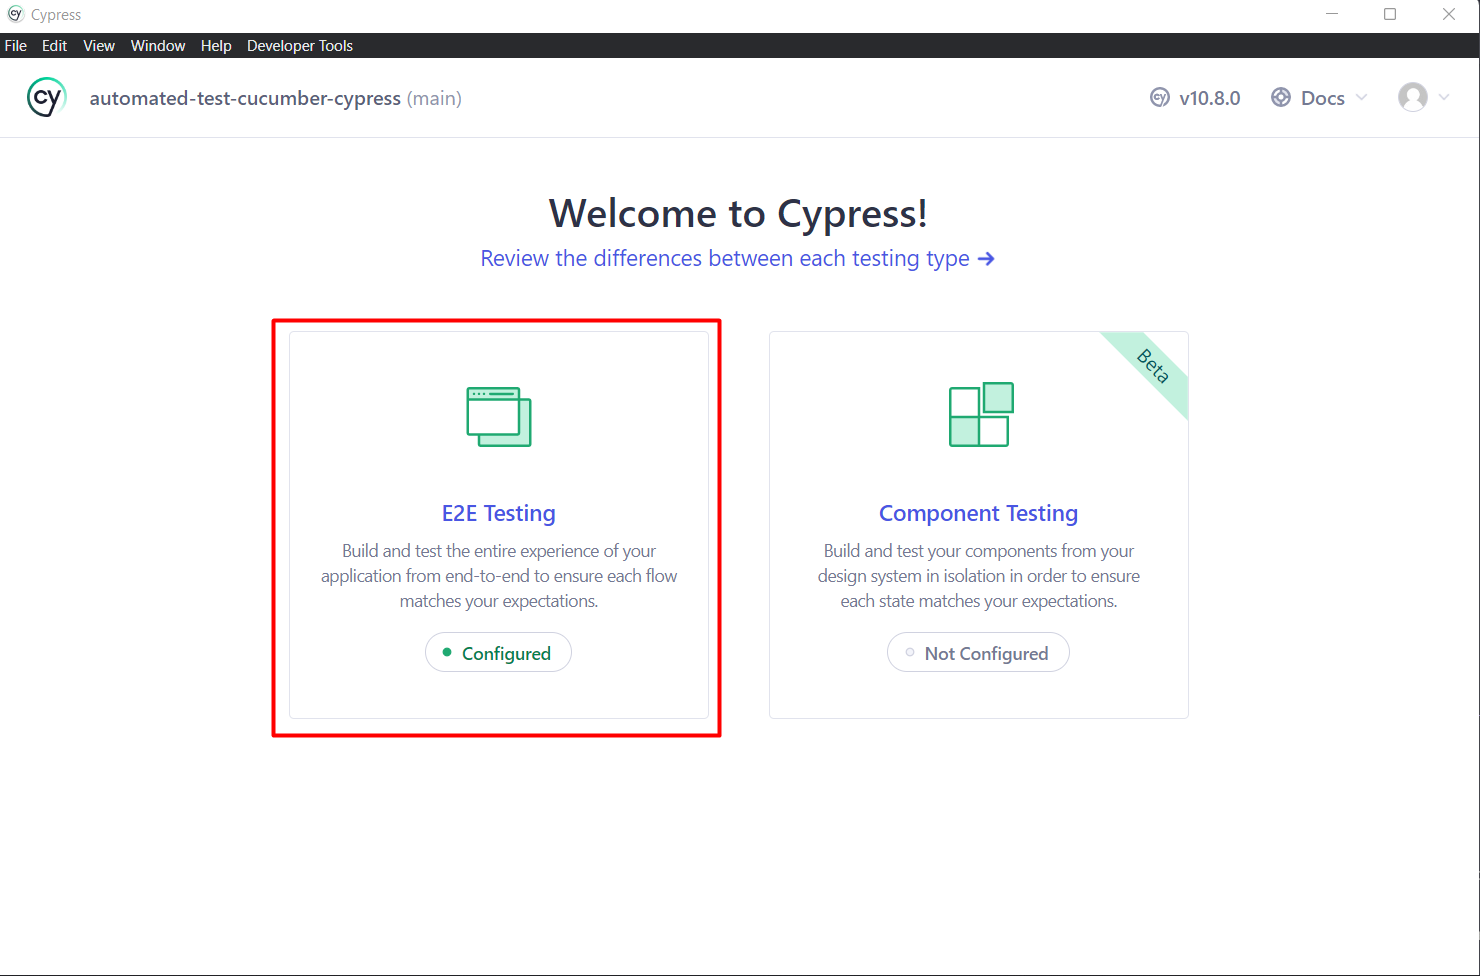 Cypress
File Edit View Window Help Developer Tools
cy automated-test-cucumber-cypress (main) cy v10.8.0 Docs
Welcome to Cypress!
Review the differences between each testing type →
Beta
E2E Testing
Build and test the entire experience of your
application from end-to-end to ensure each flow
matches your expectations.
Configured
Component Testing
Build and test your components from your
design system in isolation in order to ensure
each state matches your expectations.
Not Configured